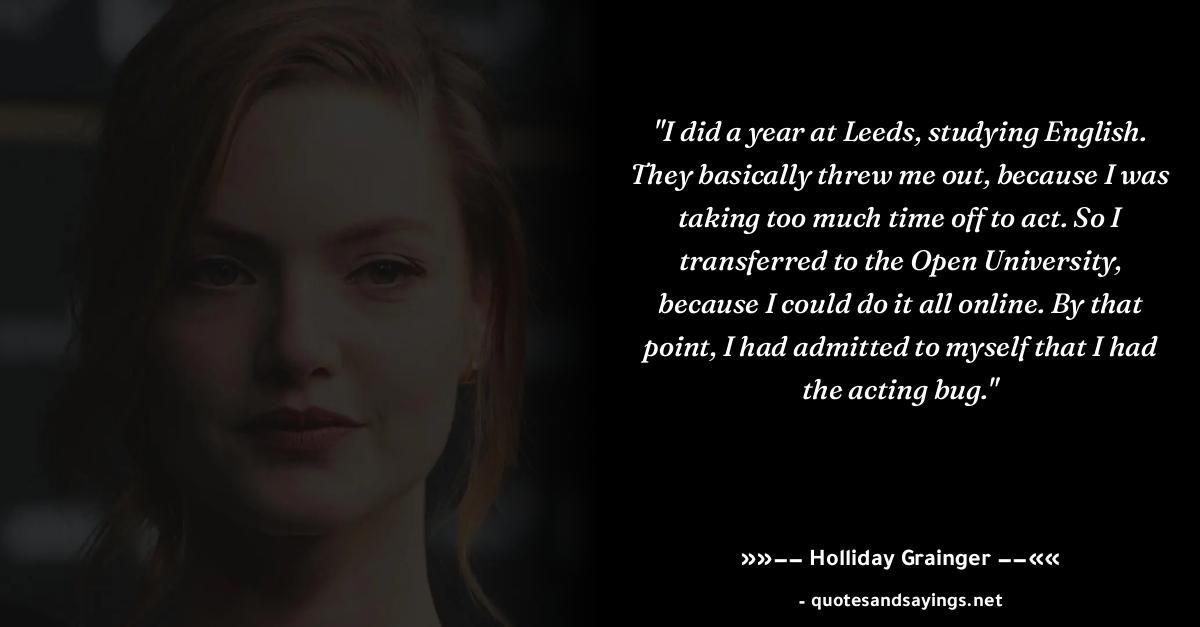 "I did a year at Leeds, studying English.
They basically threw me out, because I was
taking too much time off to act. So I
transferred to the Open University,
because I could do it all online. By that
point, I had admitted to myself that I had
the acting bug."
»»−− Holliday Grainger −−««
- quotesandsayings.net